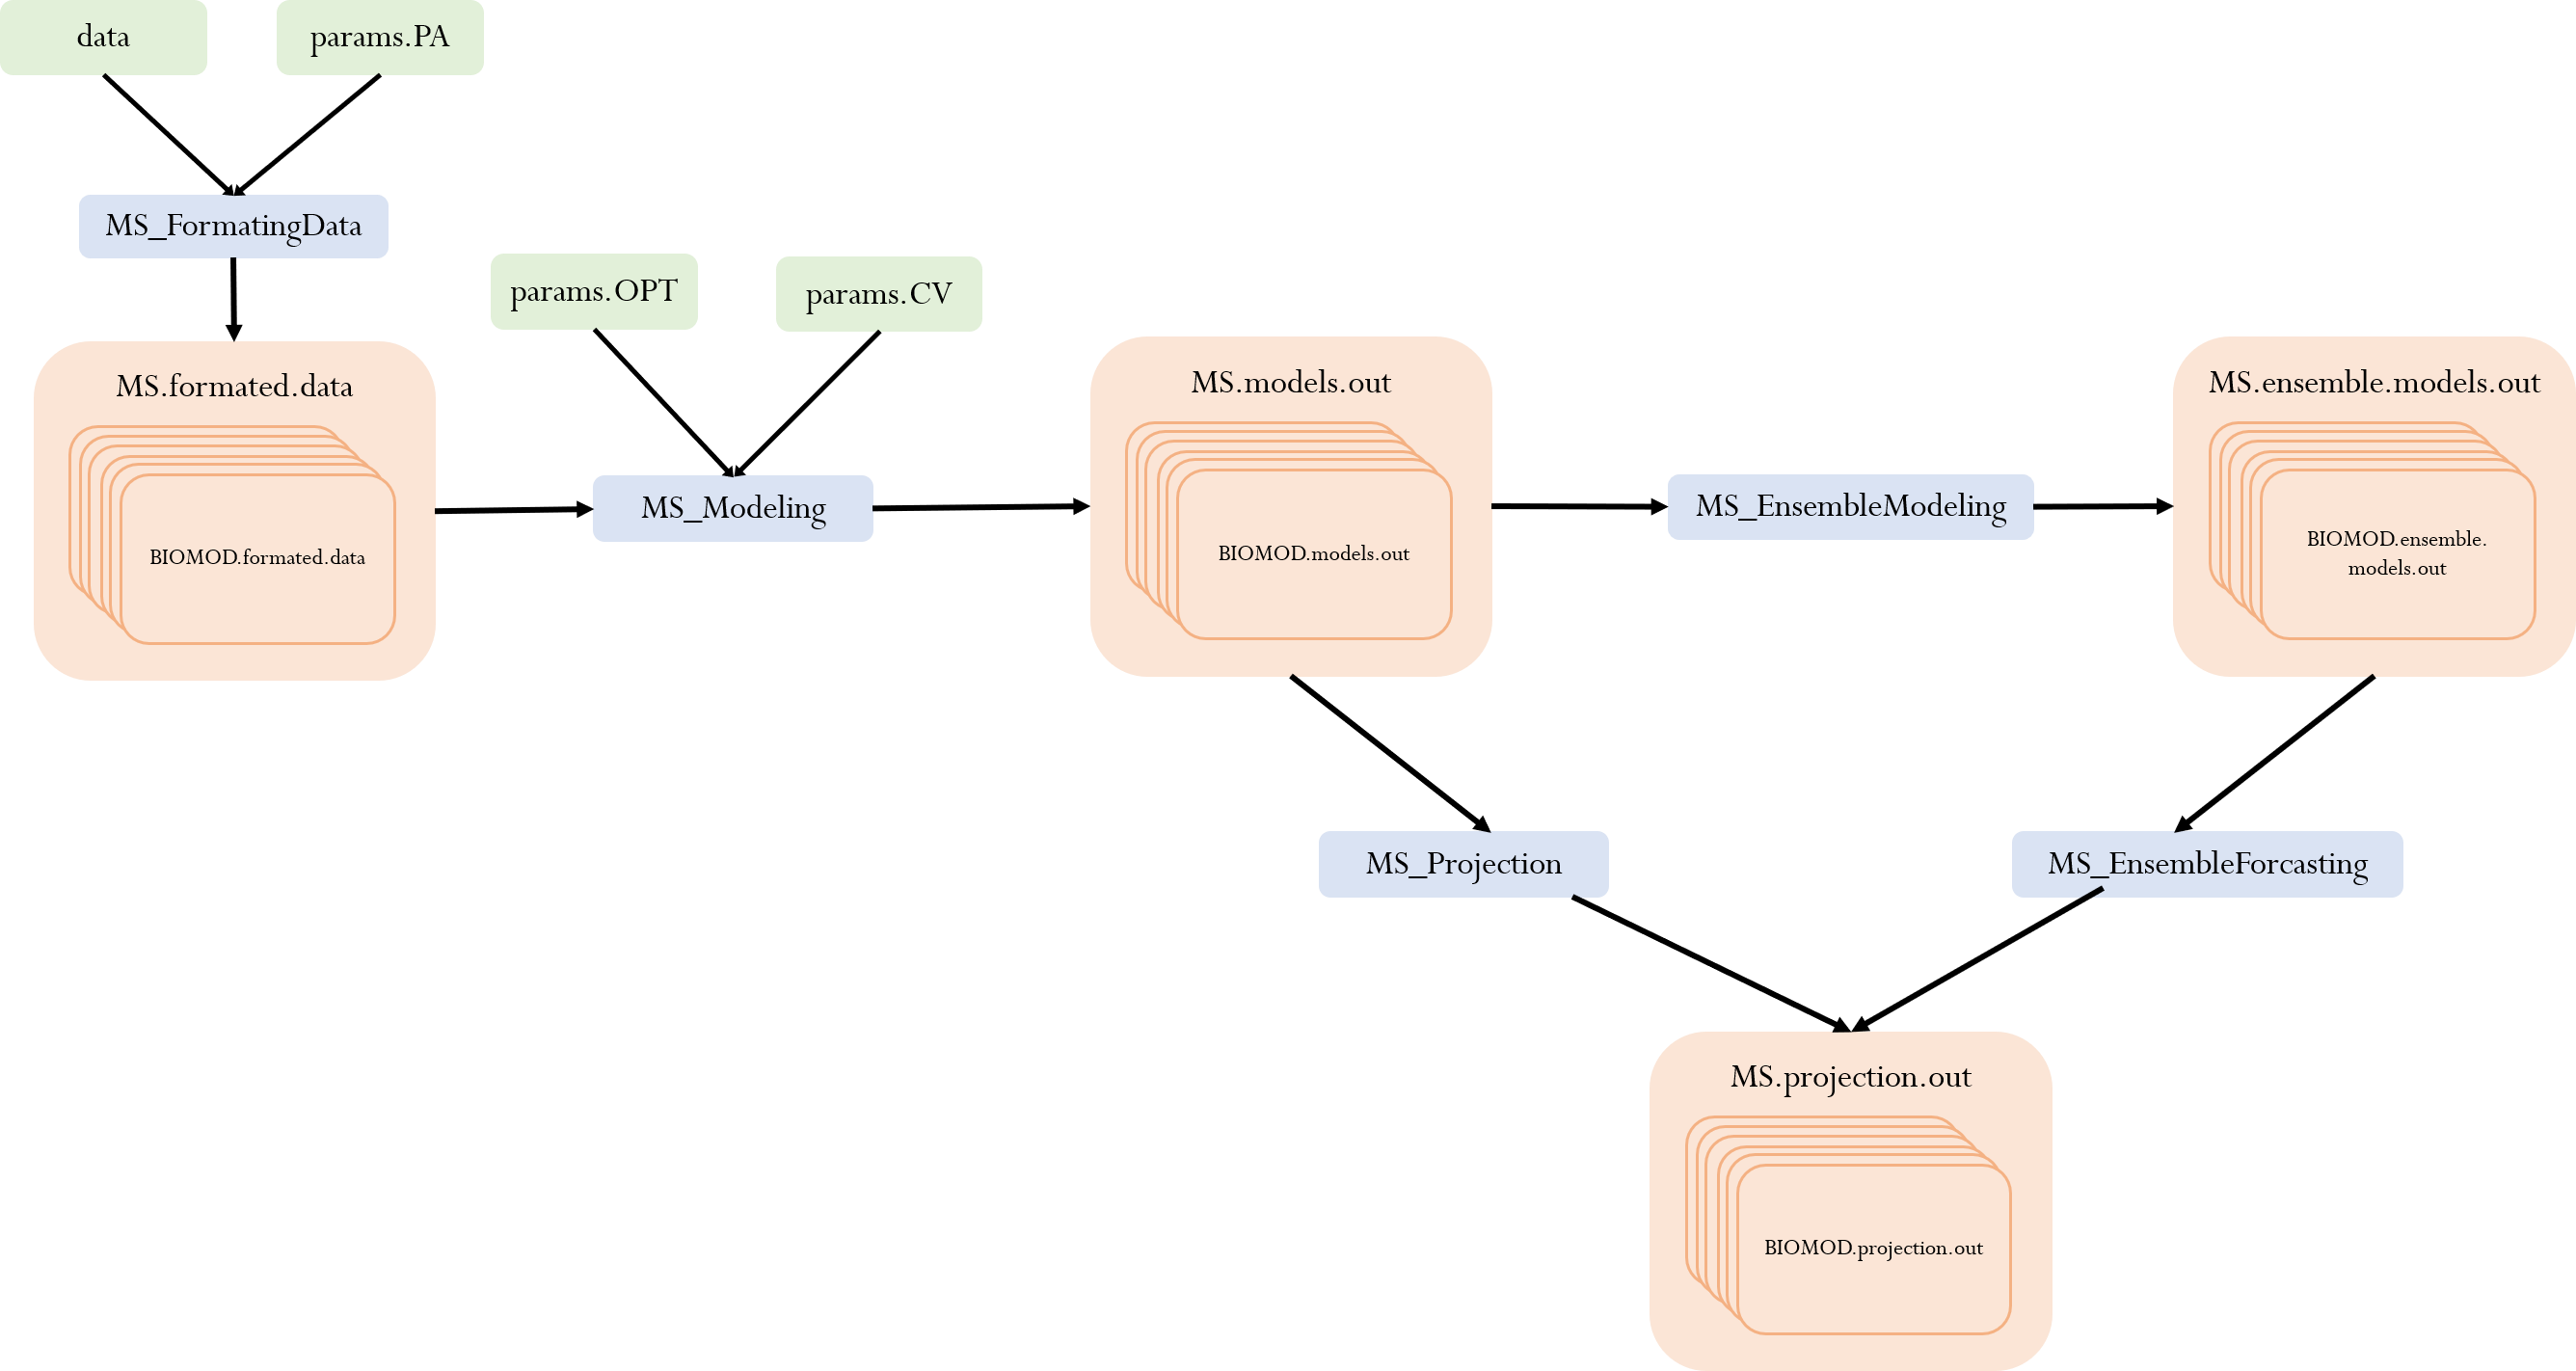 data
params.PA
MS_FormatingData
params.OPT
params.CV
MS.formated.data
BIOMOD.formated.data
MS_Modeling
MS.models.out
BIOMOD.models.out
MS_EnsembleModeling
MS.ensemble.models.out
BIOMOD.ensemble.
models.out
MS_Projection
MS_EnsembleForcasting
MS.projection.out
BIOMOD.projection.out